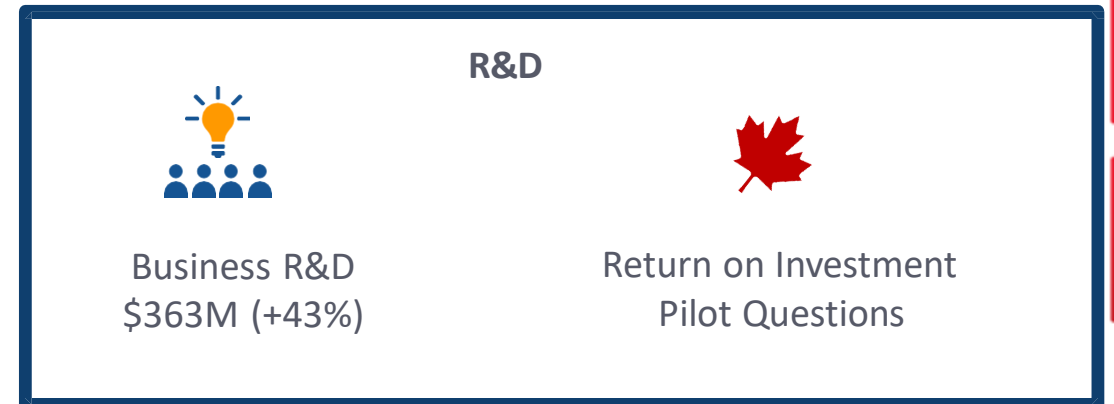 R&D
Business R&D
$363M (+43%)
Return on Investment
Pilot Questions